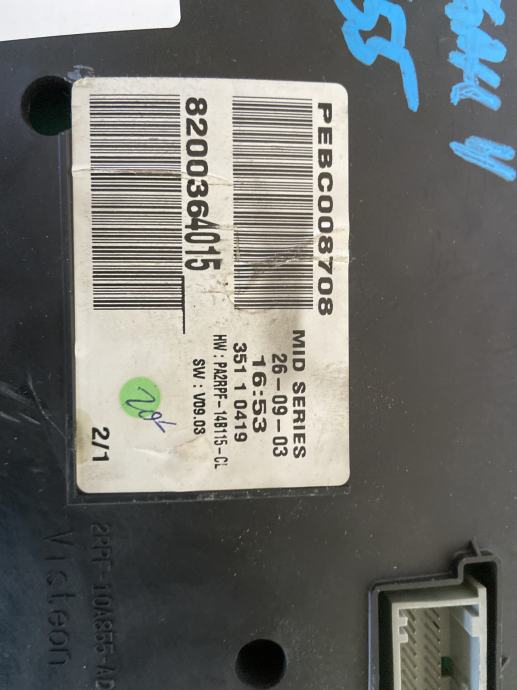 PEBC008708
MID SERIES
26-09-03
16:53
351 1 0419
8200364015
HW : PA2RPF-14B115-CL
SW : V09.03
2/1
2RPF-10A855-AD
Visteon